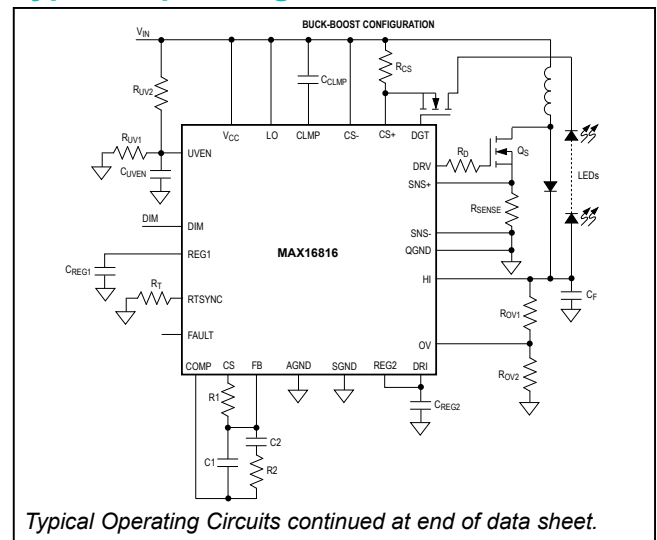 BUCK-BOOST CONFIGURATION
VIN
RUV2
CCLMP
RCS
RUV1
VCC LO CLMP CS- CS+ DGT
UVEN
CUVEN
DRV
RD
QS
SNS+
LEDs
RSENSE
DIM
DIM
SNS-
REG1
MAX16816
QGND
CREG1
HI
RT
RTSYNC
CF
ROV1
FAULT
OV
COMP CS FB AGND SGND REG2 DRI
ROV2
R1
CREG2
C2
C1
R2
Typical Operating Circuits continued at end of data sheet.